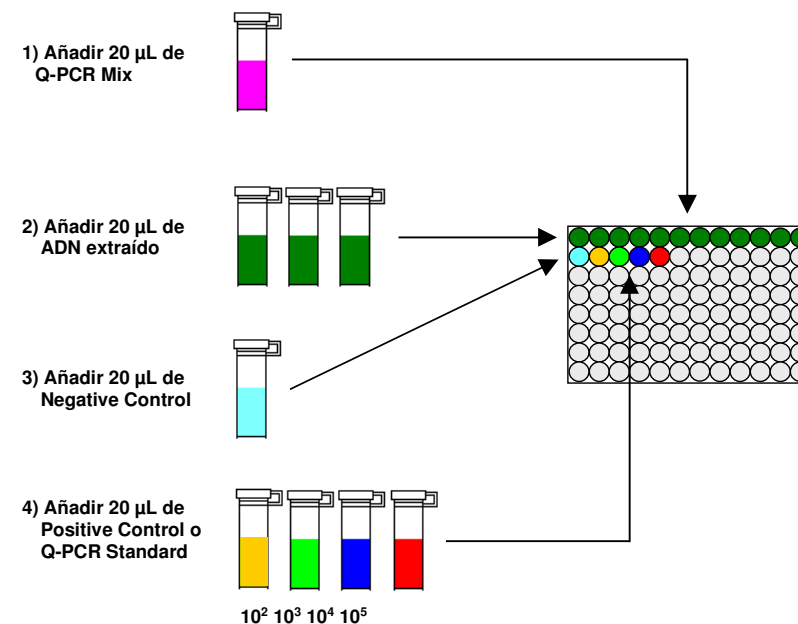 1) Añadir 20 µL de
Q-PCR Mix
2) Añadir 20 µL de
ADN extraído
3) Añadir 20 µL de
Negative Control
4) Añadir 20 µL de
Positive Control o
Q-PCR Standard
10² 10³ 10⁴ 10⁵